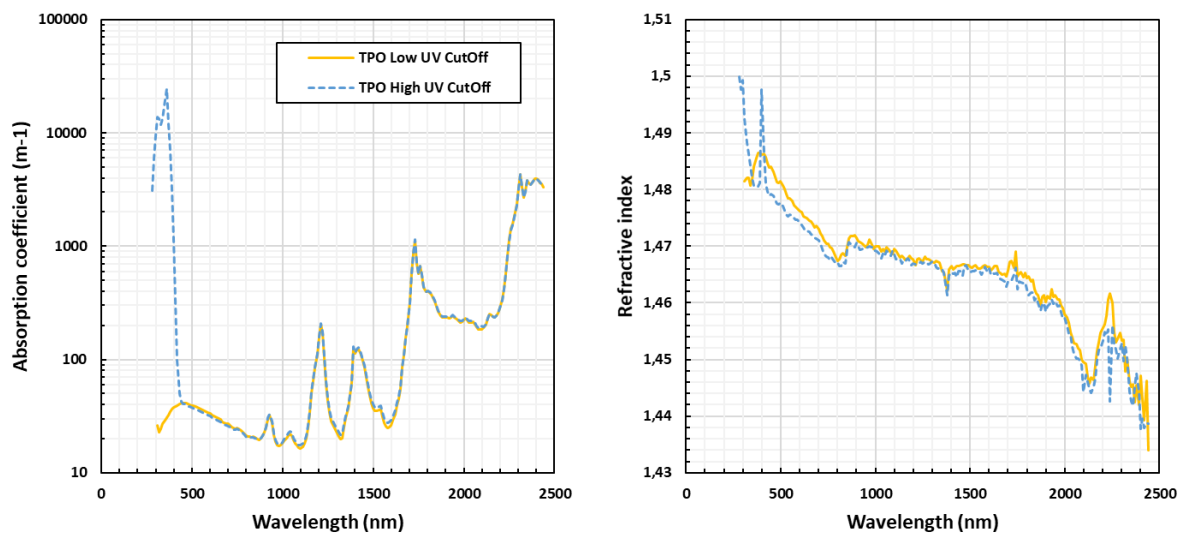 Absorption coefficient (m-1)
100000
10000
1000
100
10
TPO Low UV CutOff
TPO High UV CutOff
0 500 1000 1500 2000 2500
Wavelength (nm)
Refractive index
1,51
1,5
1,49
1,48
1,47
1,46
1,45
1,44
1,43
0 500 1000 1500 2000 2500
Wavelength (nm)